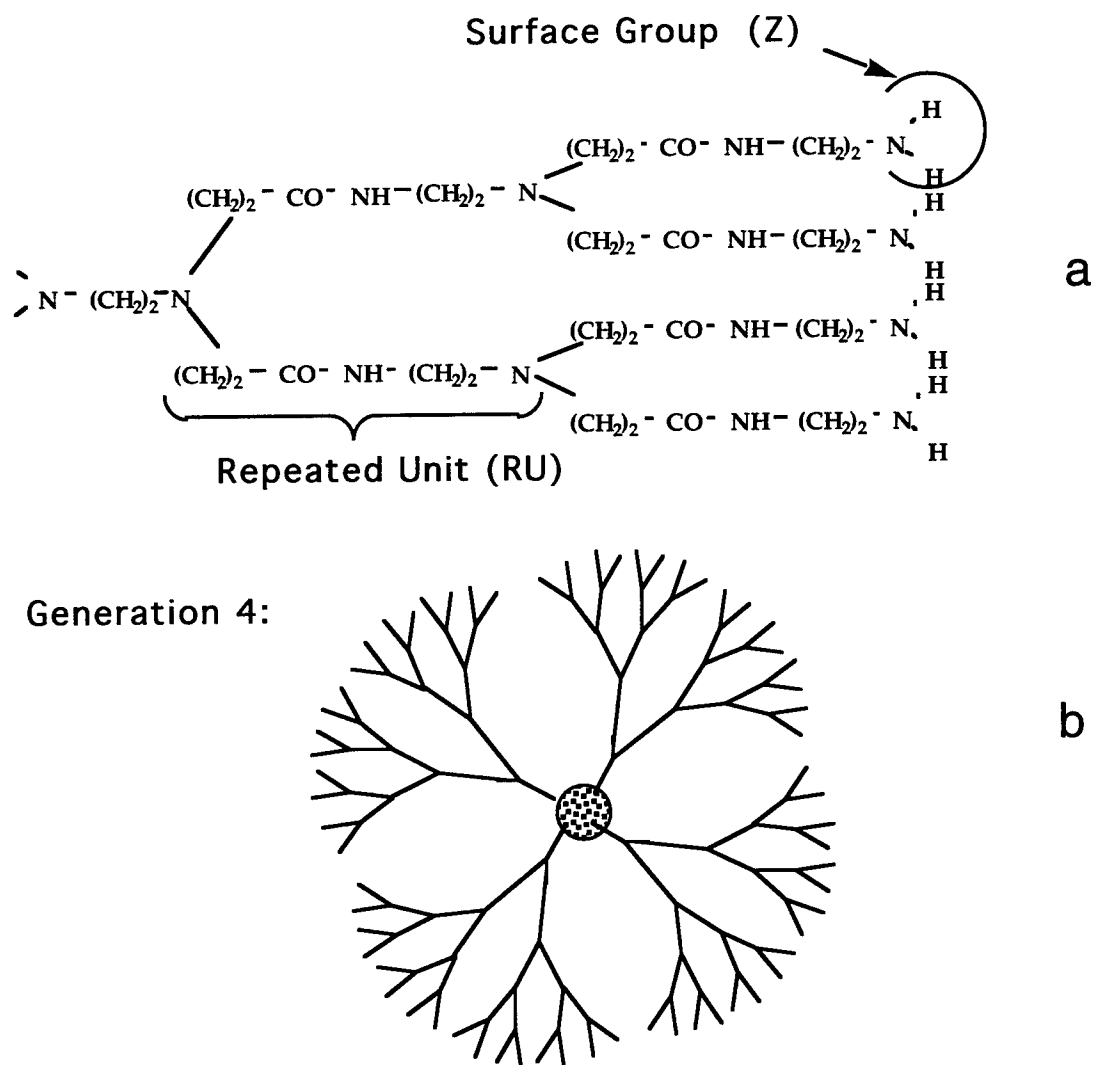 Surface Group (Z)
H
(CH₂)₂- CO- NH-(CH₂)₂- N
H
(CH₂)₂- CO- NH-(CH₂)₂- N
H
(CH₂)₂- CO- NH-(CH₂)₂- N
H
a
N- (CH₂)₂-N
H
(CH₂)₂- CO- NH-(CH₂)₂- N
H
(CH₂)₂- CO- NH-(CH₂)₂-N
H
(CH₂)₂- CO- NH-(CH₂)₂- N
H
H
Repeated Unit (RU)
Generation 4:
b